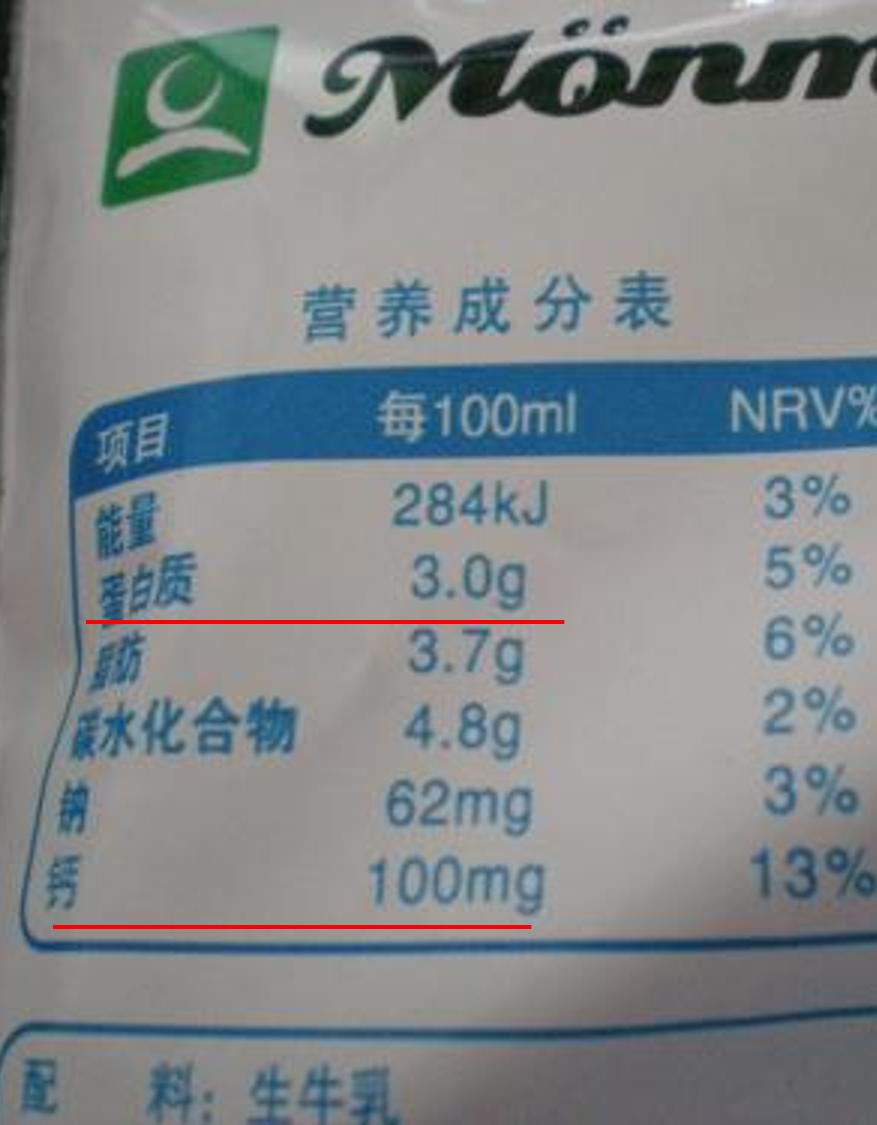 Mönm
营养成分表
项目 每100ml NRV%
能量 284kJ 3%
蛋白质 3.0g 5%
脂肪 3.7g 6%
碳水化合物 4.8g 2%
钠 62mg 3%
钙 100mg 13%
配 料: 生牛乳